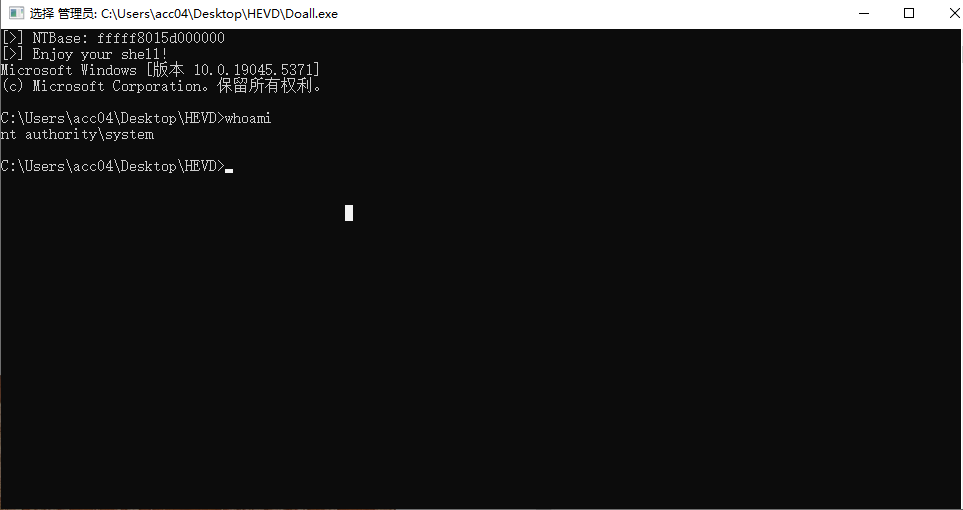 选择 管理员: C:\Users\acc04\Desktop\HEVD\Doall.exe
[>] NTBase: fffff8015d000000
[>] Enjoy your shell!
Microsoft Windows [版本 10.0.19045.5371]
(c) Microsoft Corporation。保留所有权利。
C:\Users\acc04\Desktop\HEVD>whoami
nt authority\system
C:\Users\acc04\Desktop\HEVD>